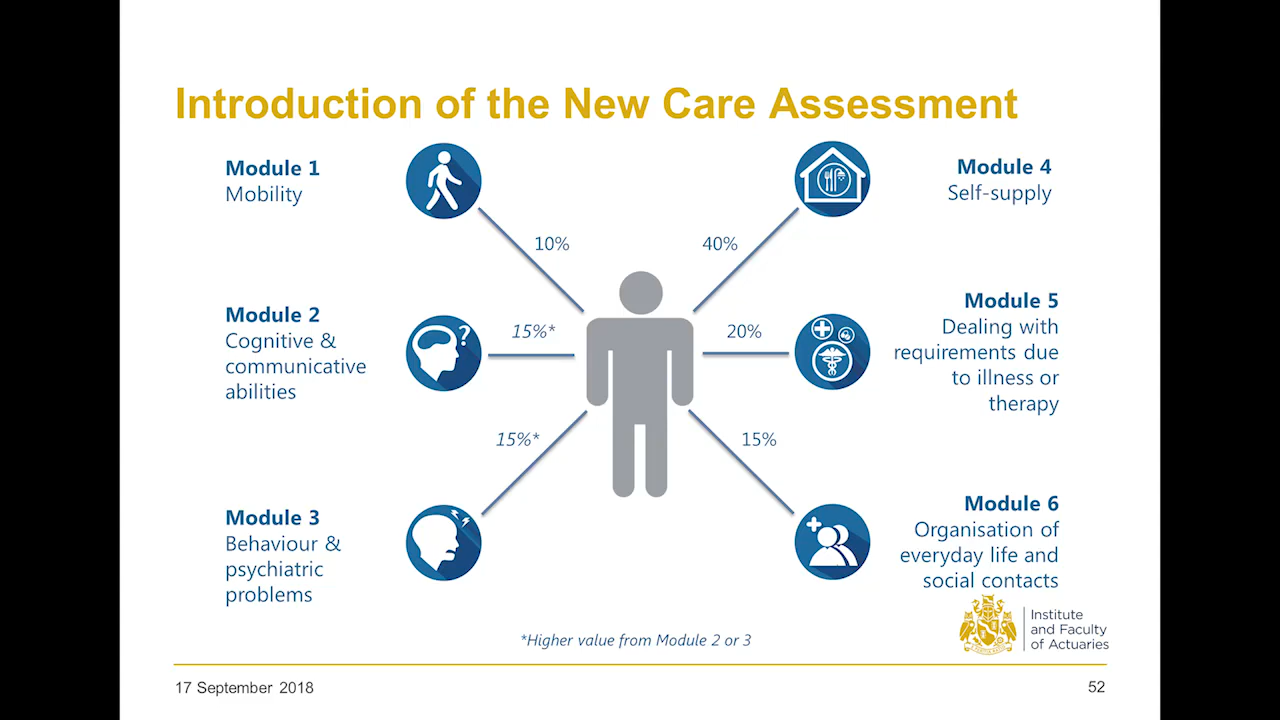 Introduction of the New Care Assessment
Module 1
Mobility
10%
Module 2
Cognitive &
communicative
abilities
15%*
Module 3
Behaviour &
psychiatric
problems
15%*
Module 4
Self-supply
40%
Module 5
Dealing with
requirements due
to illness or
therapy
20%
Module 6
Organisation of
everyday life and
social contacts
15%
?
*Higher value from Module 2 or 3
Institute
and Faculty
of Actuaries
17 September 2018
52